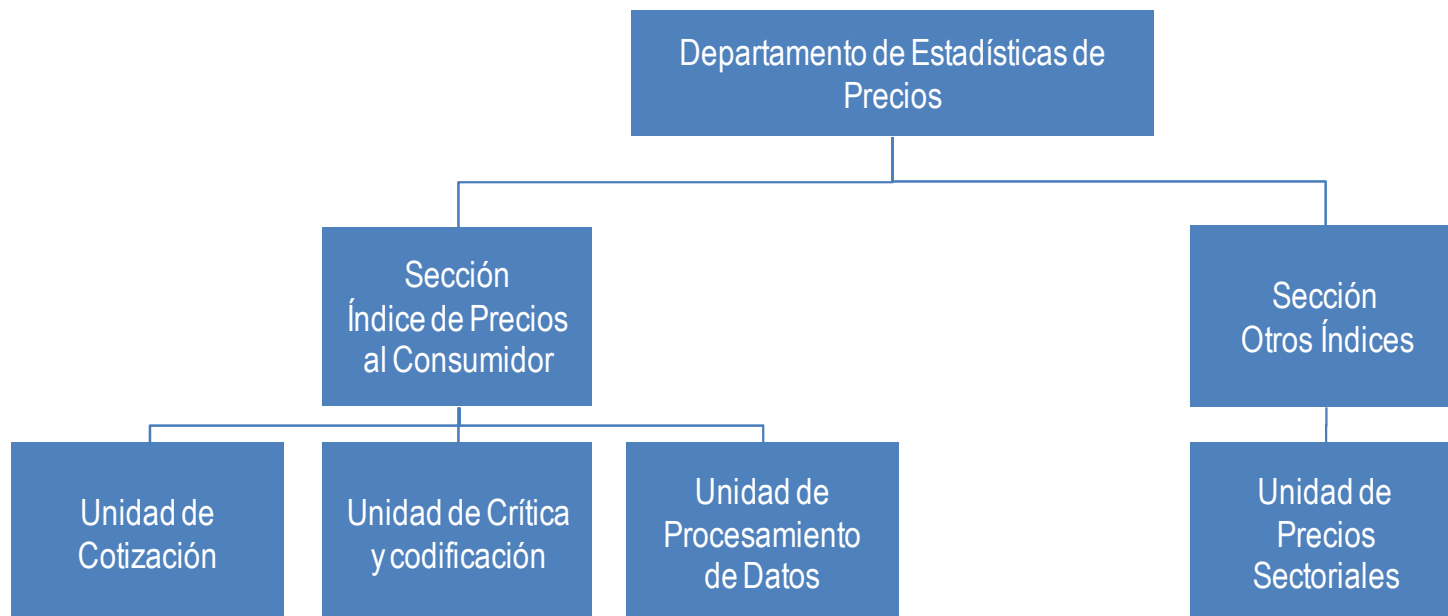 Departamento de Estadísticas de
Precios
Sección
Índice de Precios
al Consumidor
Sección
Otros Índices
Unidad de
Cotización
Unidad de Crítica
y codificación
Unidad de
Procesamiento
de Datos
Unidad de
Precios
Sectoriales